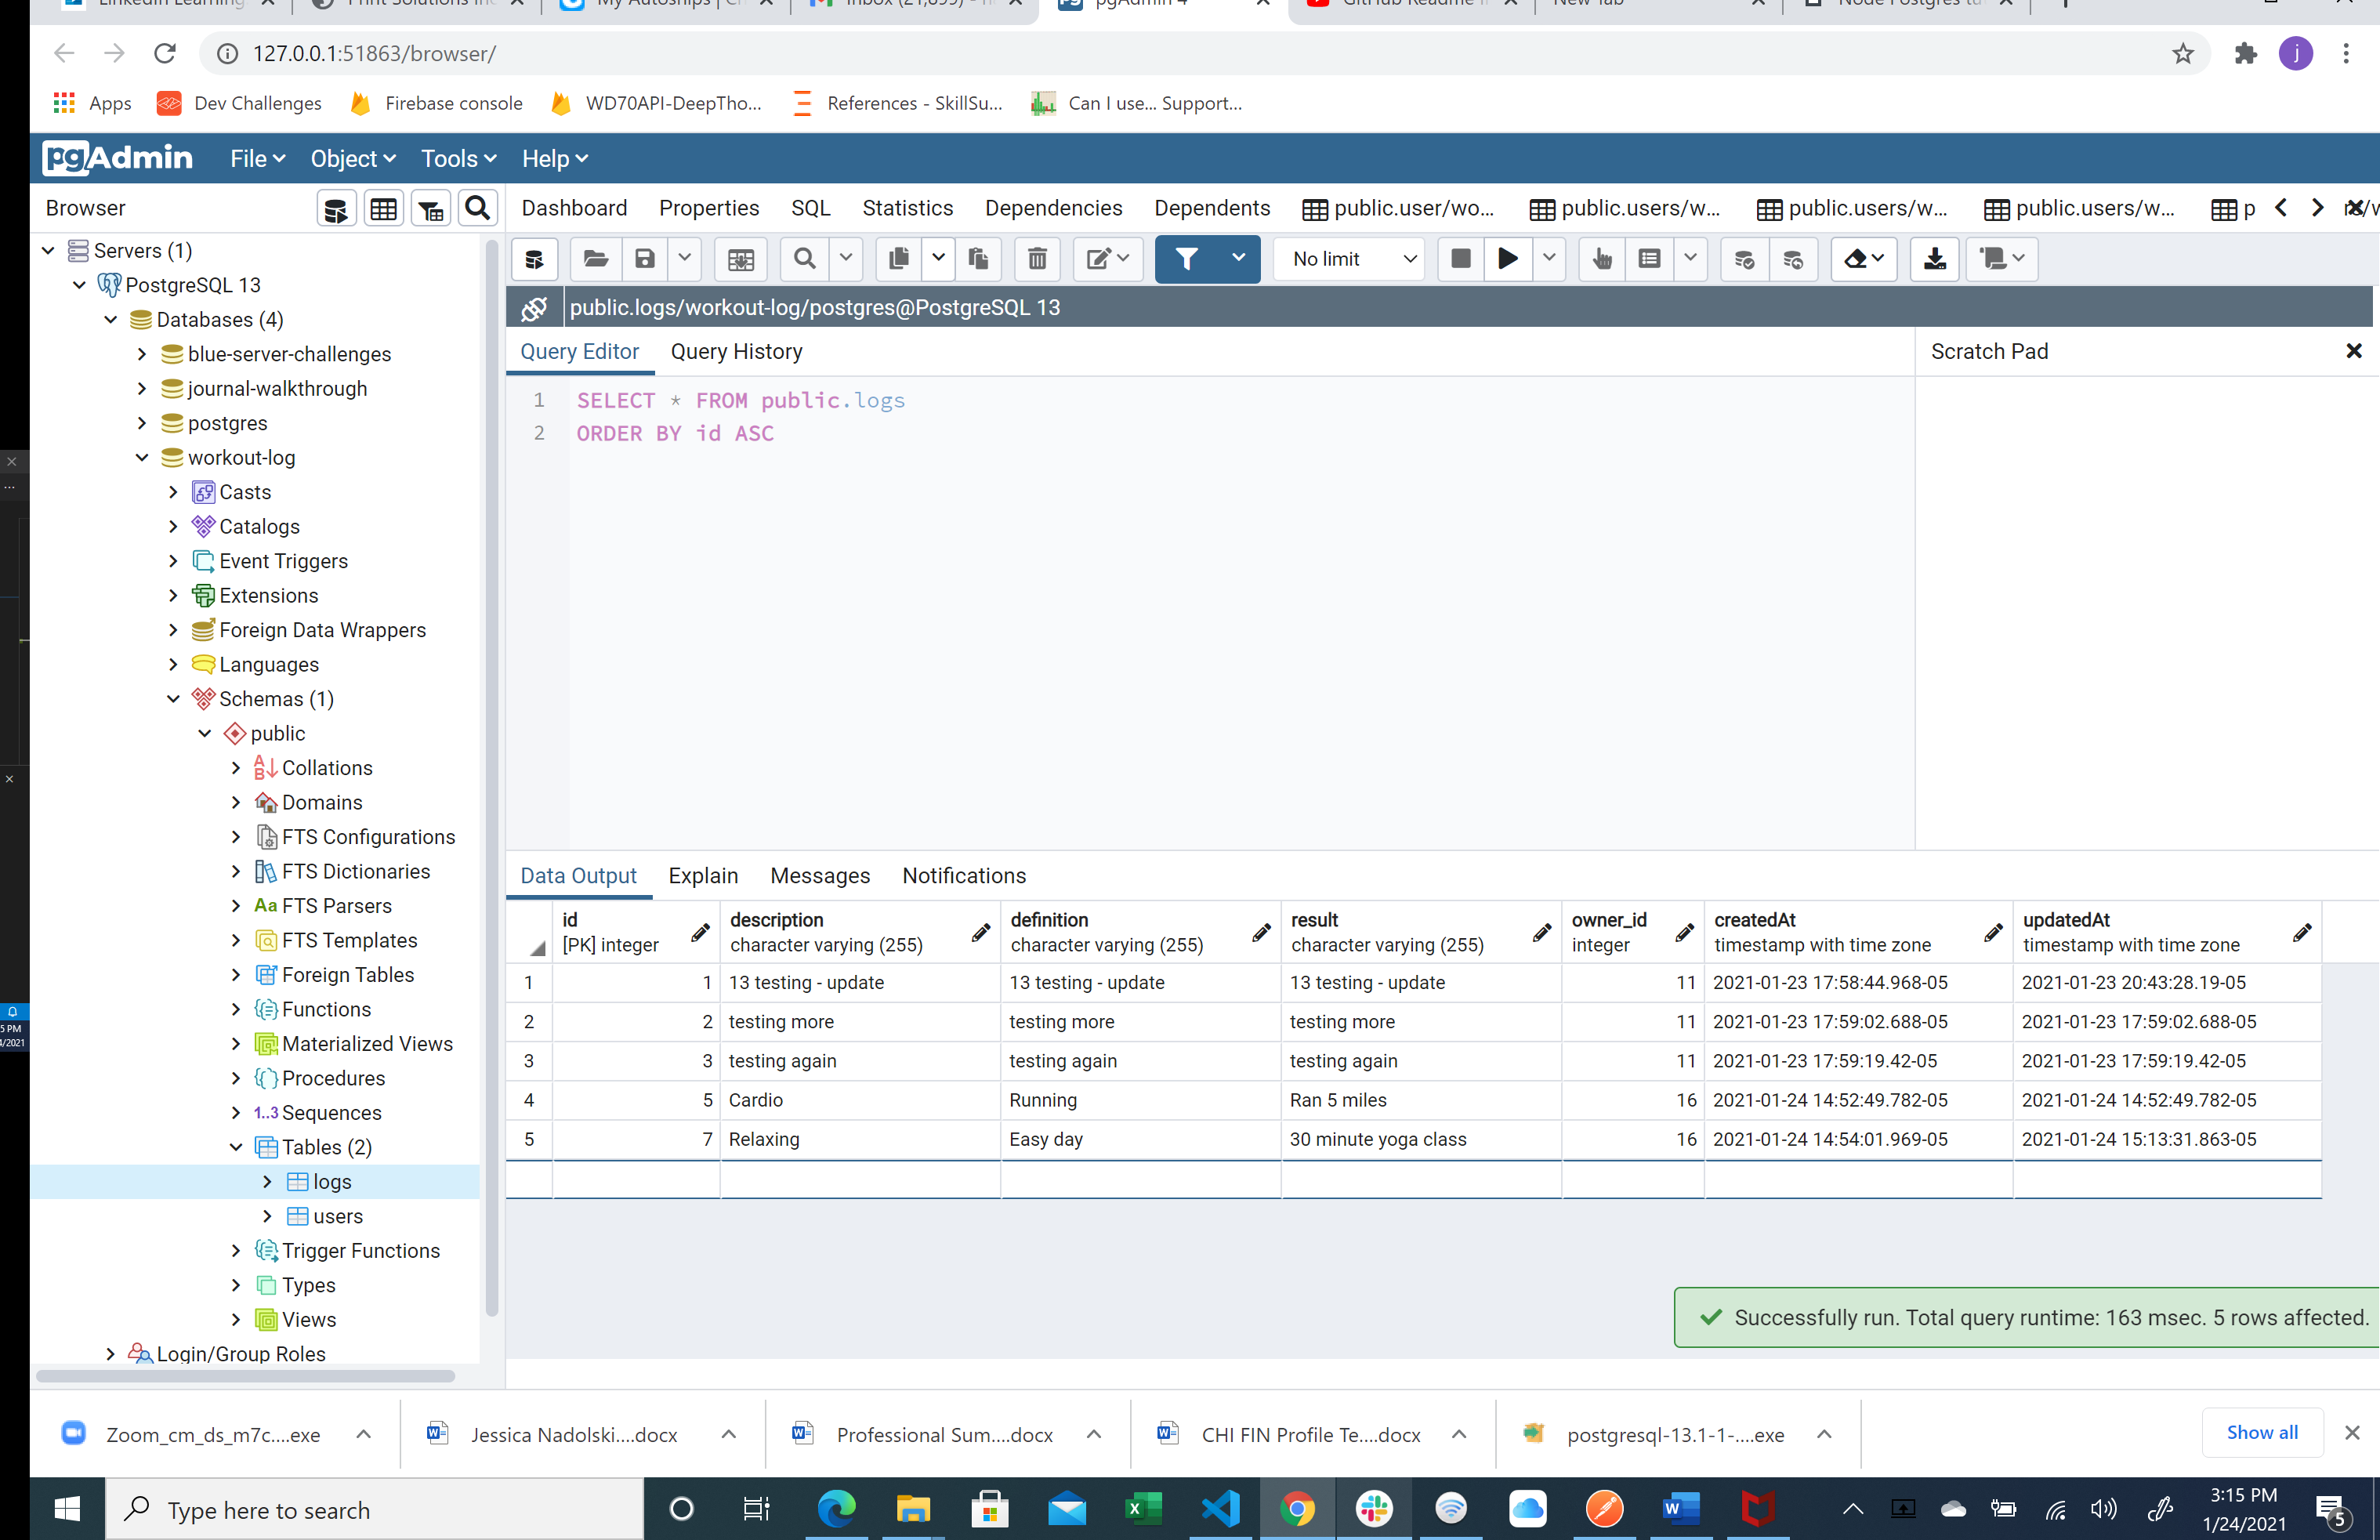 LinkedIn Learning
Print Solutions Inc
My Autoships | Ch
Inbox (21,899) - n
pgAdmin 4
GitHub Readme
New Tab
Node Postgres tu
127.0.0.1:51863/browser/
j
Apps
Dev Challenges
Firebase console
WD70API-DeepTho...
References - SkillSu...
Can I use... Support...
pgAdmin
File
Object
Tools
Help
Browser
Dashboard
Properties
SQL
Statistics
Dependencies
Dependents
public.user/wo...
public.users/w...
public.users/w...
public.users/w...
p
Servers (1)
PostgreSQL 13
Databases (4)
blue-server-challenges
journal-walkthrough
postgres
workout-log
Casts
Catalogs
Event Triggers
Extensions
Foreign Data Wrappers
Languages
Schemas (1)
public
Collations
Domains
FTS Configurations
FTS Dictionaries
Aa FTS Parsers
FTS Templates
Foreign Tables
Functions
Materialized Views
Procedures
1..3 Sequences
Tables (2)
logs
users
Trigger Functions
Types
Views
Login/Group Roles
No limit
public.logs/workout-log/postgres@PostgreSQL 13
Query Editor
Query History
Scratch Pad
1 SELECT * FROM public.logs
2 ORDER BY id ASC
Data Output
Explain
Messages
Notifications
id description definition result owner_id createdAt updatedAt
[PK] integer character varying (255) character varying (255) character varying (255) integer timestamp with time zone timestamp with time zone
1 1 13 testing - update 13 testing - update 13 testing - update 11 2021-01-23 17:58:44.968-05 2021-01-23 20:43:28.19-05
2 2 testing more testing more testing more 11 2021-01-23 17:59:02.688-05 2021-01-23 17:59:02.688-05
3 3 testing again testing again testing again 11 2021-01-23 17:59:19.42-05 2021-01-23 17:59:19.42-05
4 5 Cardio Running Ran 5 miles 16 2021-01-24 14:52:49.782-05 2021-01-24 14:52:49.782-05
5 7 Relaxing Easy day 30 minute yoga class 16 2021-01-24 14:54:01.969-05 2021-01-24 15:13:31.863-05
Successfully run. Total query runtime: 163 msec. 5 rows affected.
5 PM
4/2021
Zoom_cm_ds_m7c....exe
Jessica Nadolski....docx
Professional Sum....docx
CHI FIN Profile Te....docx
postgresql-13.1-1-....exe
Show all
Type here to search
3:15 PM
1/24/2021
5